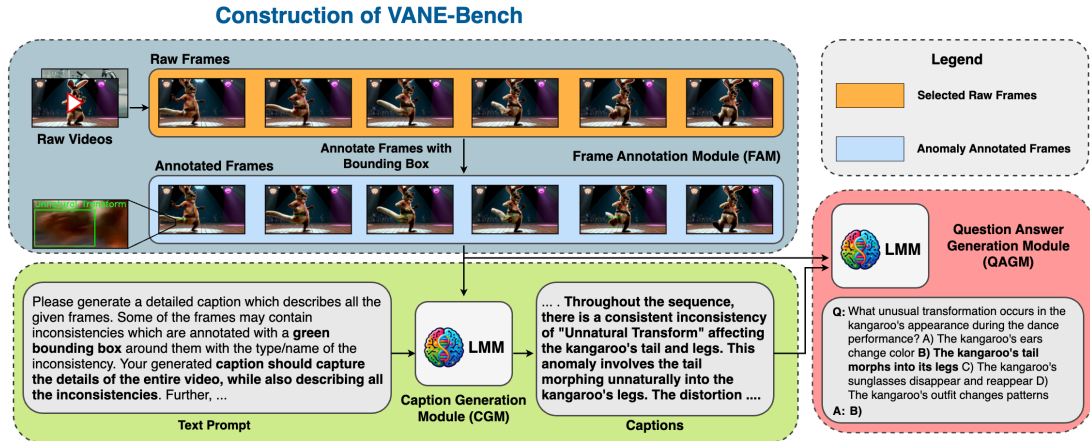 Construction of VANE-Bench
Raw Frames
Raw Videos
Annotate Frames with
Bounding Box
Frame Annotation Module (FAM)
Annotated Frames
Unnatural Transform
Legend
Selected Raw Frames
Anomaly Annotated Frames
Please generate a detailed caption which describes all the
given frames. Some of the frames may contain
inconsistencies which are annotated with a green
bounding box around them with the type/name of the
inconsistency. Your generated caption should capture
the details of the entire video, while also describing all
the inconsistencies. Further, ...
Text Prompt
LMM
Caption Generation
Module (CGM)
... . Throughout the sequence,
there is a consistent inconsistency
of "Unnatural Transform" affecting
the kangaroo's tail and legs. This
anomaly involves the tail
morphing unnaturally into the
kangaroo's legs. The distortion ....
Captions
LMM
Question Answer
Generation Module
(QAGM)
Q: What unusual transformation occurs in the
kangaroo's appearance during the dance
performance? A) The kangaroo's ears
change color B) The kangaroo's tail
morphs into its legs C) The kangaroo's
sunglasses disappear and reappear D)
The kangaroo's outfit changes patterns
A: B)